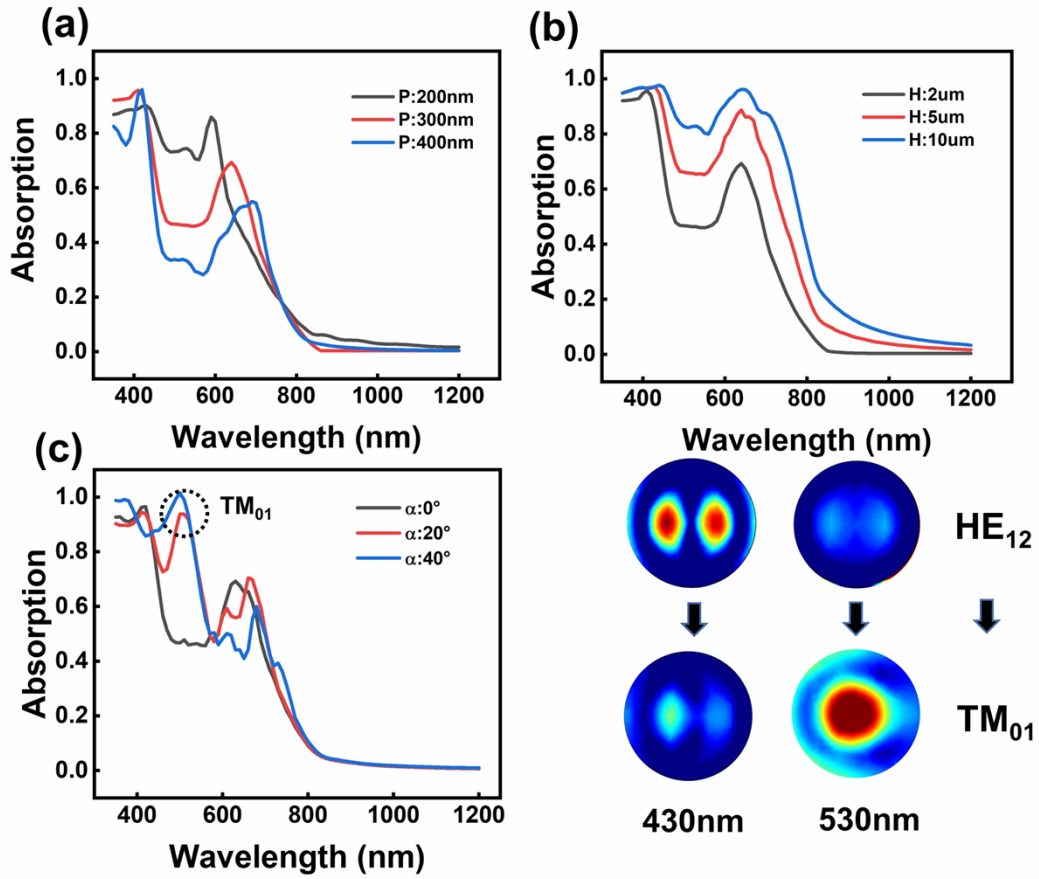 (a)
P:200nm
P:300nm
P:400nm
1.0
0.8
0.6
0.4
0.2
0.0
Absorption
400 600 800 1000 1200
Wavelength (nm)
(b)
H:2um
H:5um
H:10um
1.0
0.8
0.6
0.4
0.2
0.0
Absorption
400 600 800 1000 1200
Wavelength (nm)
(c)
TM01
α:0°
α:20°
α:40°
1.0
0.8
0.6
0.4
0.2
0.0
Absorption
400 600 800 1000 1200
Wavelength (nm)
HE12
TM01
430nm 530nm